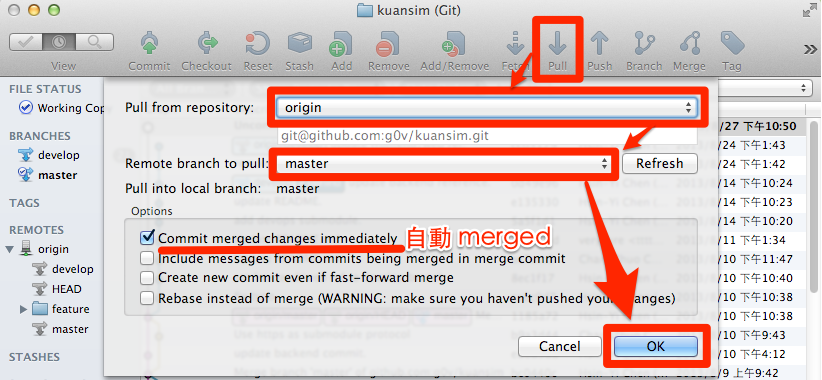 kuansim (Git)
View Commit Checkout Reset Stash Add Remove Add/Remove Fetch Pull Push Branch Merge Tag
FILE STATUS
Working Cop
BRANCHES
develop
master
TAGS
REMOTES
origin
develop
HEAD
feature
master
STASHES
Pull from repository: origin
git@github.com:g0v/kuansim.git
Remote branch to pull: master Refresh
Pull into local branch: master
Options
Commit merged changes immediately 自動 merged
Include messages from commits being merged in merge commit
Create new commit even if fast-forward merge
Rebase instead of merge (WARNING: make sure you haven't pushed your changes)
Cancel OK
/27 下午10:50
/24 下午1:43
/24 下午1:42
/14 下午10:24
/14 下午10:23
/14 下午10:20
/11 下午1:34
/10 下午11:47
/10 下午10:40
/10 下午10:38
/10 下午10:38
/10 下午9:43
/10 下午4:12
/9 上午9:42